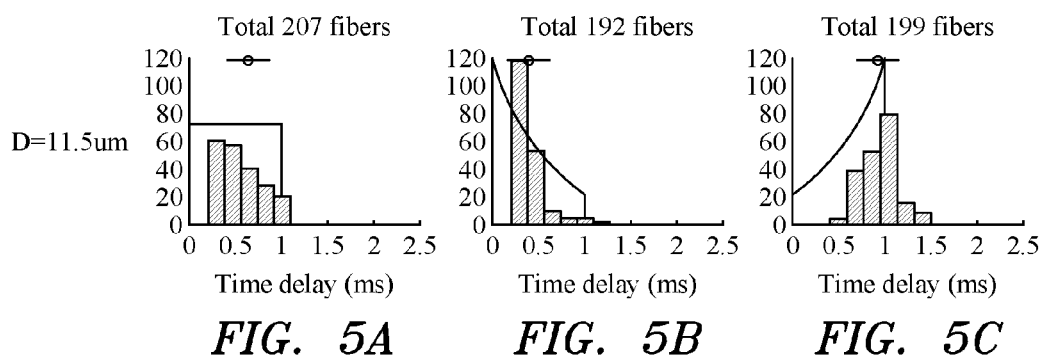 Total 207 fibers
Total 192 fibers
Total 199 fibers
D=11.5um
120
100
80
60
40
20
0
0 0.5 1 1.5 2 2.5
Time delay (ms)
120
100
80
60
40
20
0
0 0.5 1 1.5 2 2.5
Time delay (ms)
120
100
80
60
40
20
0
0 0.5 1 1.5 2 2.5
Time delay (ms)
FIG. 5A
FIG. 5B
FIG. 5C